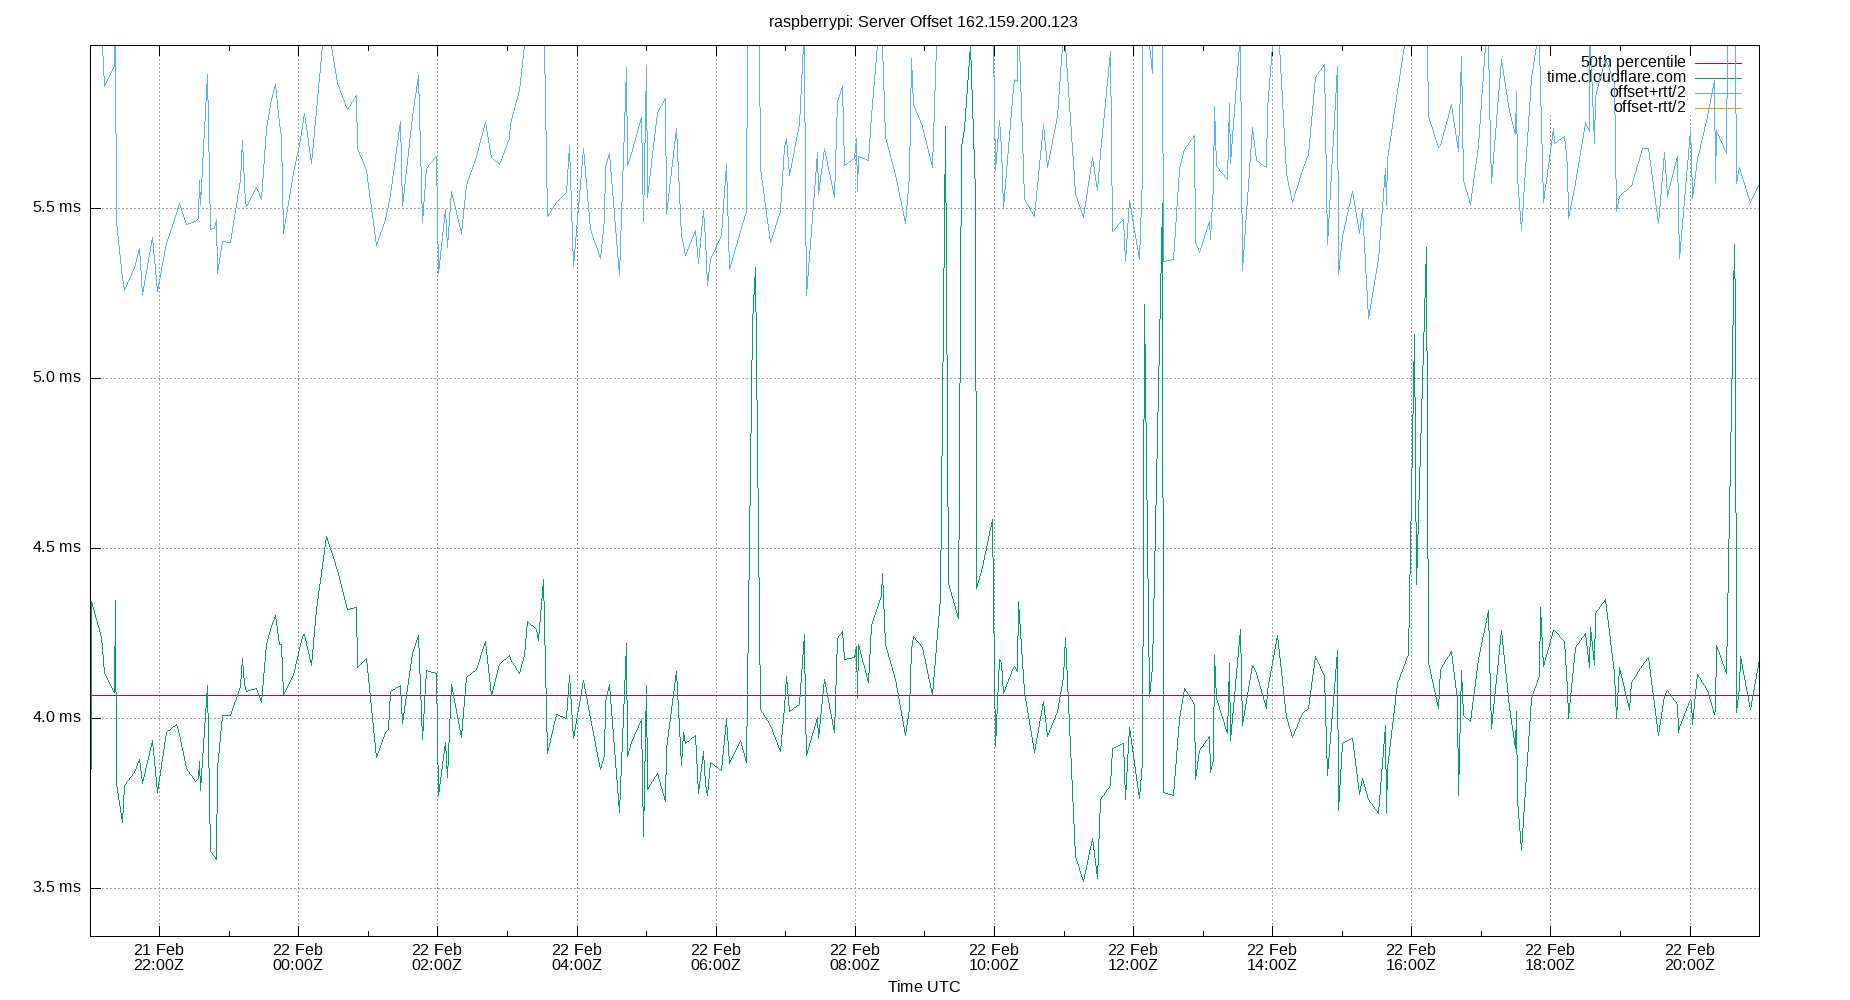 raspberrypi: Server Offset 162.159.200.123
50th percentile
time.cloudflare.com
offset+rtt/2
offset-rtt/2
5.5 ms
5.0 ms
4.5 ms
4.0 ms
3.5 ms
21 Feb 22 Feb 22 Feb 22 Feb 22 Feb 22 Feb 22 Feb 22 Feb 22 Feb 22 Feb 22 Feb 22 Feb
22:00Z 00:00Z 02:00Z 04:00Z 06:00Z 08:00Z 10:00Z 12:00Z 14:00Z 16:00Z 18:00Z 20:00Z
Time UTC